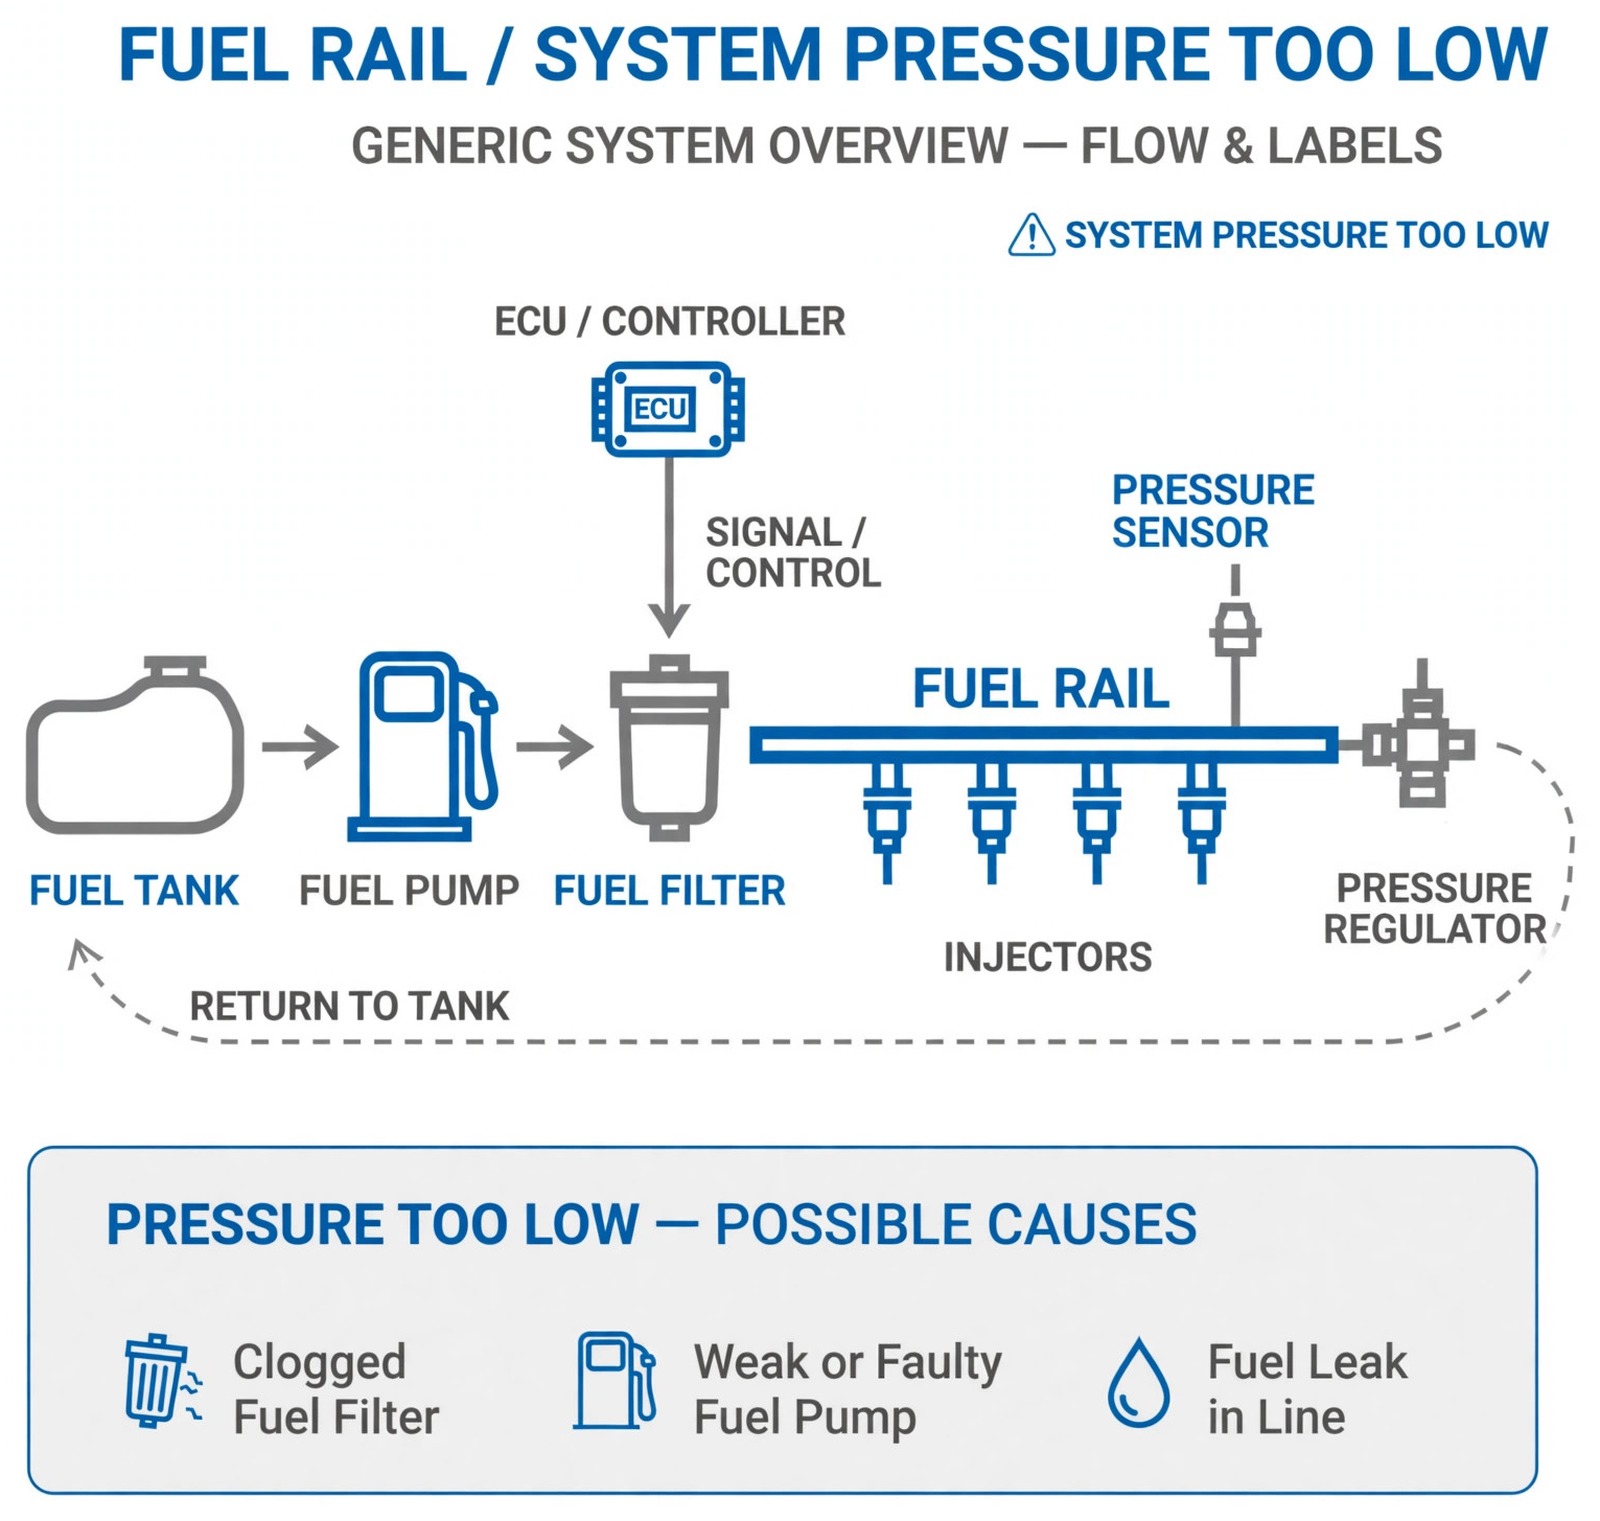 FUEL RAIL / SYSTEM PRESSURE TOO LOW
GENERIC SYSTEM OVERVIEW — FLOW & LABELS
SYSTEM PRESSURE TOO LOW
ECU / CONTROLLER
ECU
SIGNAL /
CONTROL
PRESSURE
SENSOR
FUEL RAIL
FUEL TANK
FUEL PUMP
FUEL FILTER
INJECTORS
PRESSURE
REGULATOR
RETURN TO TANK
PRESSURE TOO LOW — POSSIBLE CAUSES
Clogged
Fuel Filter
Weak or Faulty
Fuel Pump
Fuel Leak
in Line